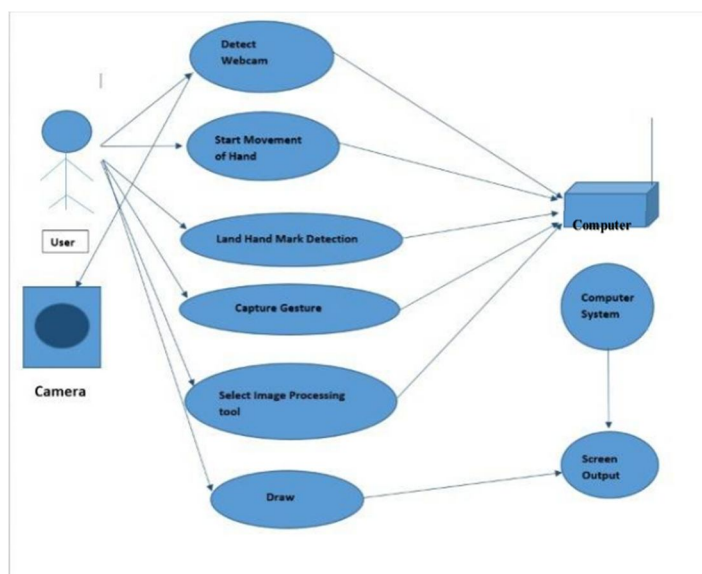 Detect
Webcam
Start Movement
of Hand
Computer
User
Land Hand Mark Detection
Capture Gesture
Computer
System
Camera
Select Image Processing
tool
Screen
Output
Draw